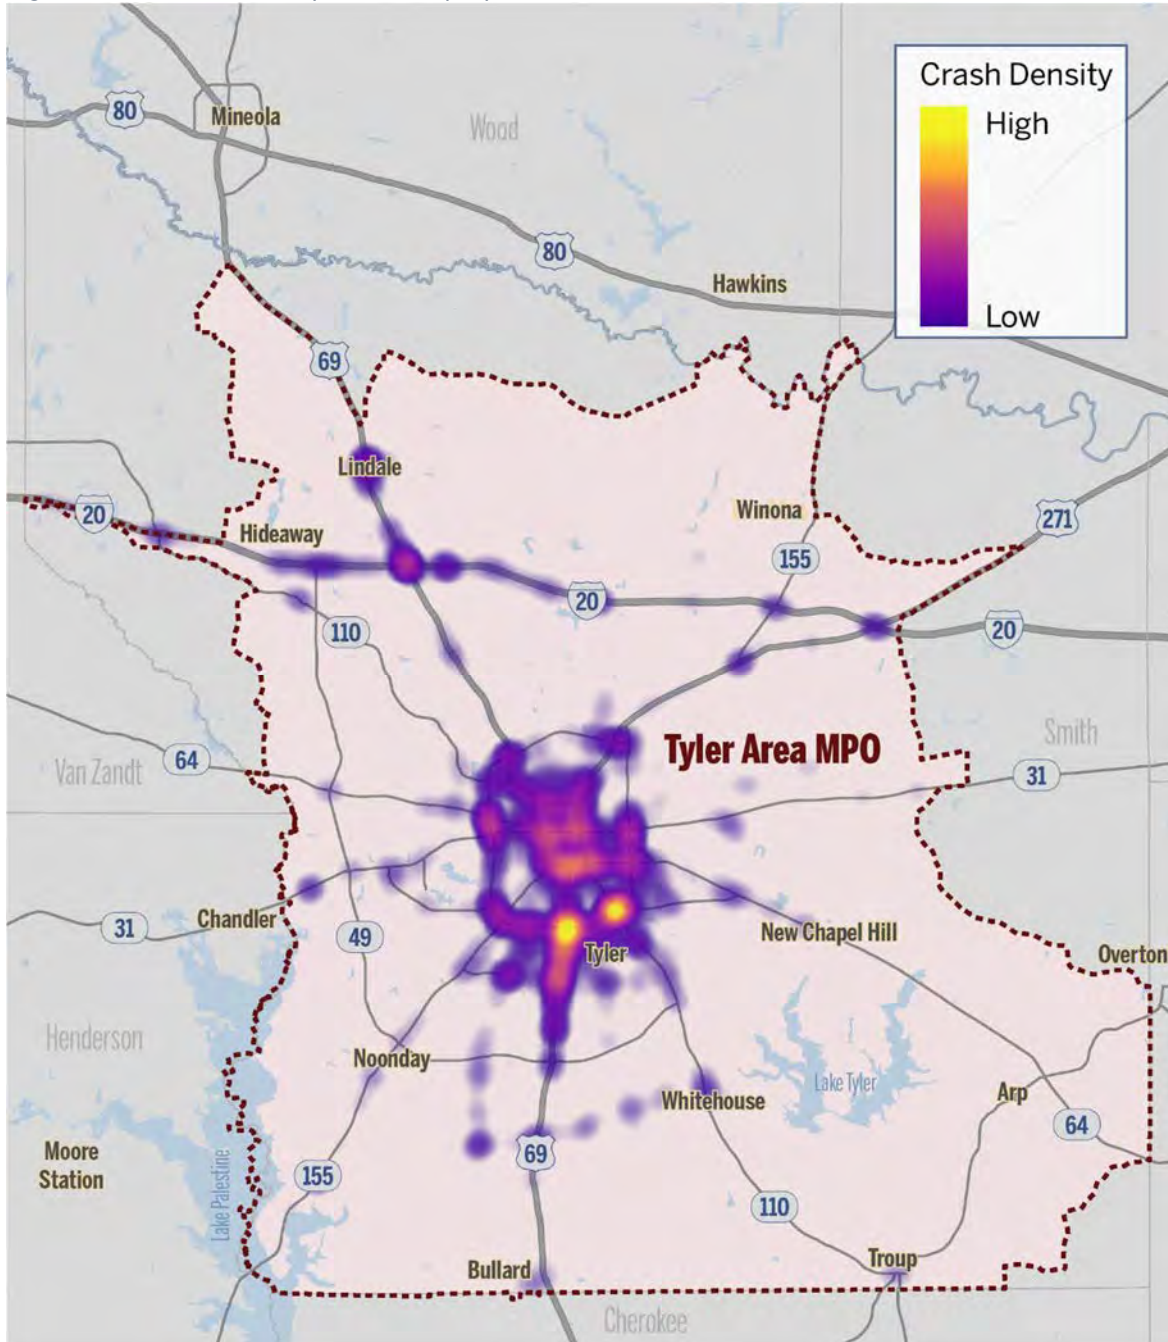 Crash Density
High
Low
80
Mineola
Wood
80
Hawkins
69
Lindale
20
Hideaway
Winona
271
155
20
20
110
Tyler Area MPO
Smith
64
Van Zandt
31
Chandler
31
49
New Chapel Hill
Tyler
Overton
Henderson
Noonday
Lake Tyler
Whitehouse
Arp
64
Moore
Station
69
155
Lake Palestine
110
Bullard
Troup
Cherokee